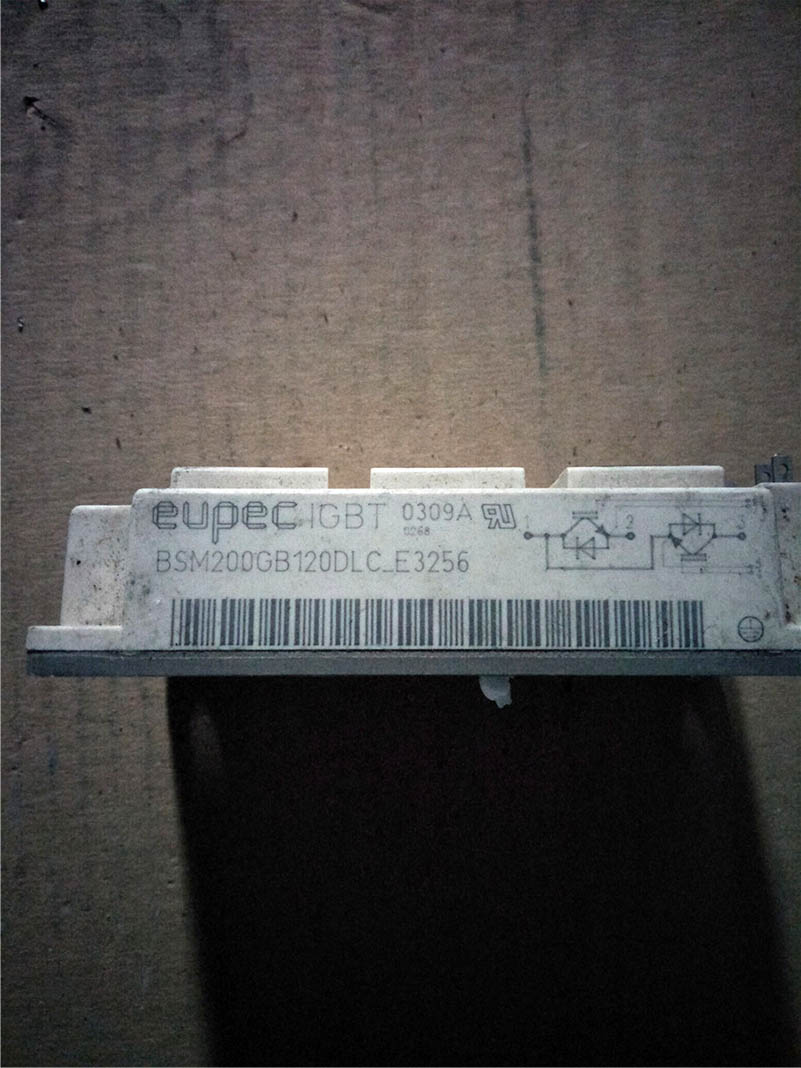 eupec IGBT 0309A
0268
BSM200GB120DLC_E3256
1 2 3